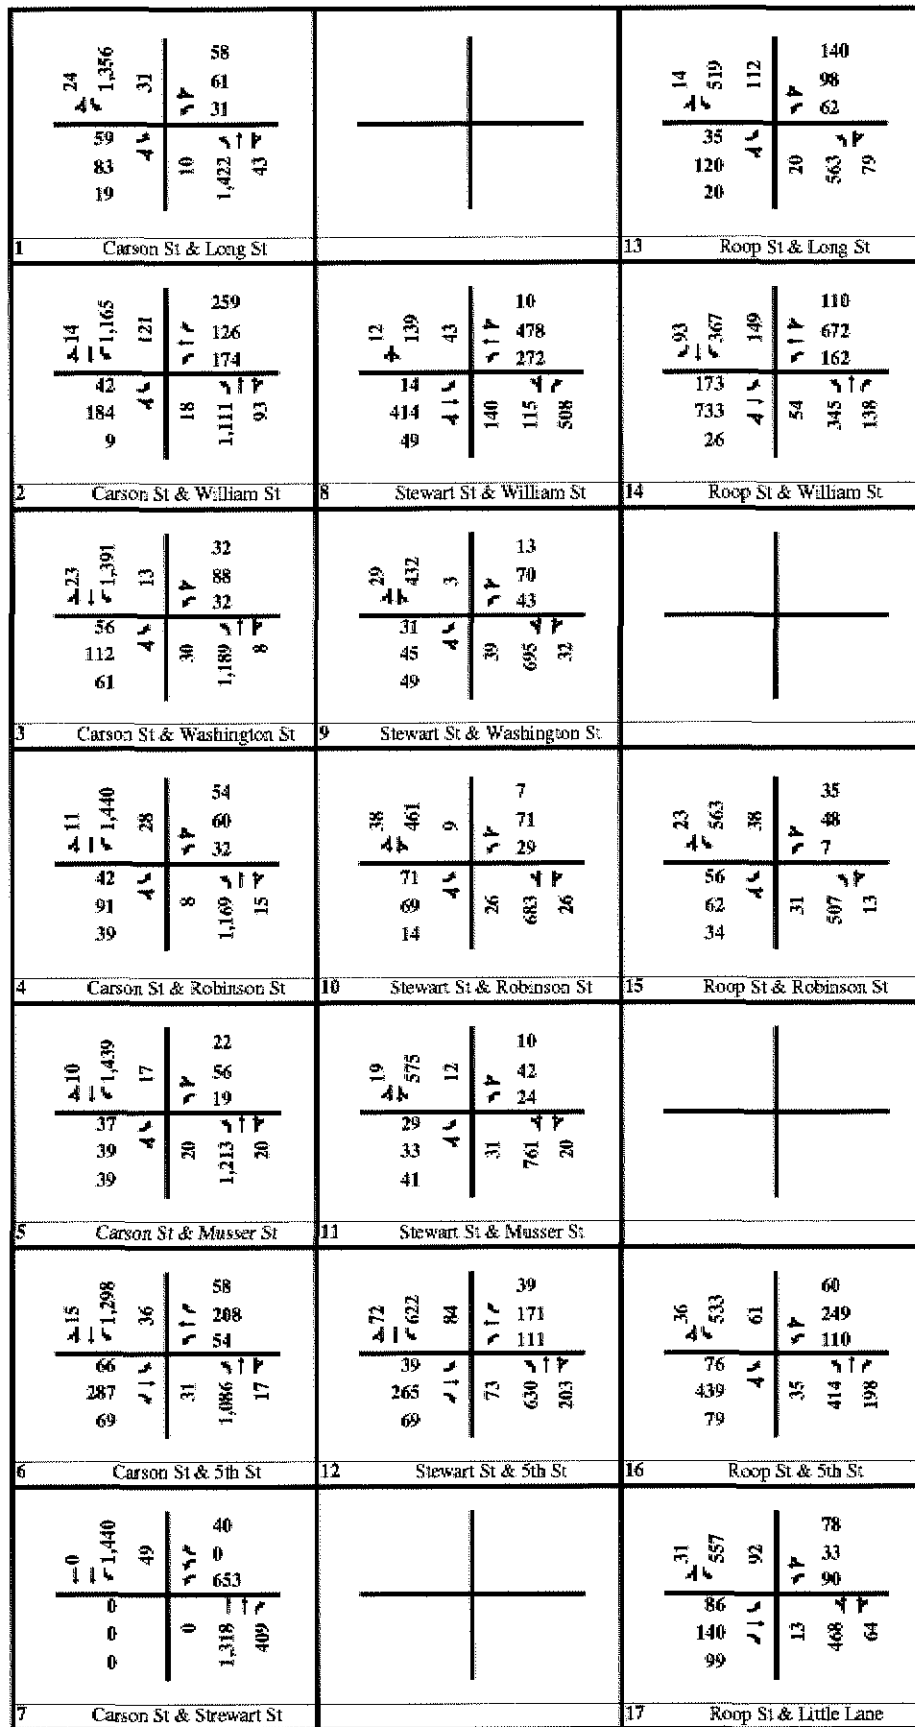 24 1,356 31
58
61
31
59
83
19
10 1,422 43
1 Carson St & Long St
14 519 112
140
98
62
35
120
20
20 563 79
13 Roop St & Long St
14 1,165 121
259
126
174
42
184
9
18 1,111 93
2 Carson St & William St
12 139 43
10
478
272
14
414
49
140 115 508
8 Stewart St & William St
93 367 149
110
672
162
173
733
26
54 345 138
14 Roop St & William St
23 1,391 13
32
88
32
56
112
61
30 1,189 8
3 Carson St & Washington St
29 432 3
13
70
43
31
45
49
39 695 32
9 Stewart St & Washington St
11 1,440 28
54
60
32
42
91
39
8 1,169 15
4 Carson St & Robinson St
38 461 9
7
71
29
71
69
14
26 683 26
10 Stewart St & Robinson St
23 563 38
35
48
7
56
62
34
31 507 13
15 Roop St & Robinson St
10 1,439 17
22
56
19
37
39
39
20 1,213 20
5 Carson St & Musser St
19 575 12
10
42
24
29
33
41
31 761 20
11 Stewart St & Musser St
15 1,298 36
58
208
54
66
287
69
31 1,086 17
6 Carson St & 5th St
72 622 84
39
171
111
39
265
69
73 630 203
12 Stewart St & 5th St
36 533 61
60
249
110
76
439
79
35 414 198
16 Roop St & 5th St
0 1,440 49
40
0
653
0
0
0
0 1,318 409
7 Carson St & Strewart St
31 557 92
78
33
90
86
140
99
13 468 64
17 Roop St & Little Lane